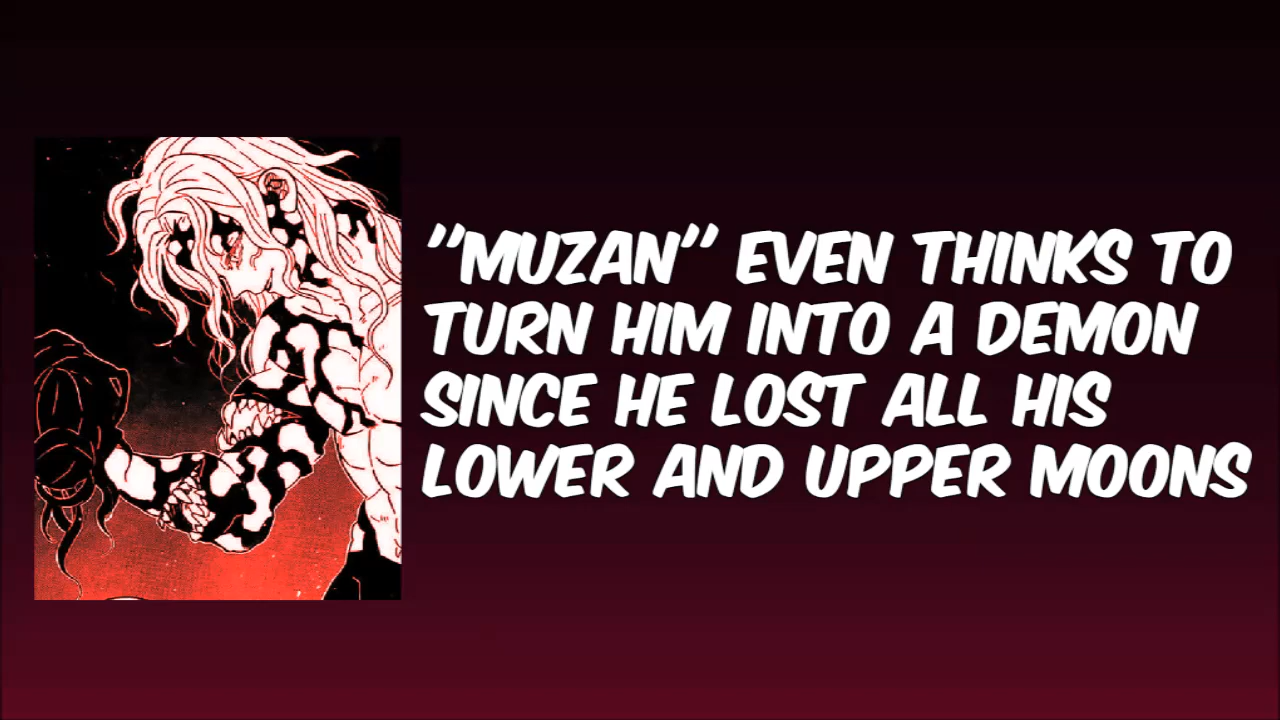 "MUZAN" EVEN THINKS TO
TURN HIM INTO A DEMON
SINCE HE LOST ALL HIS
LOWER AND UPPER MOONS